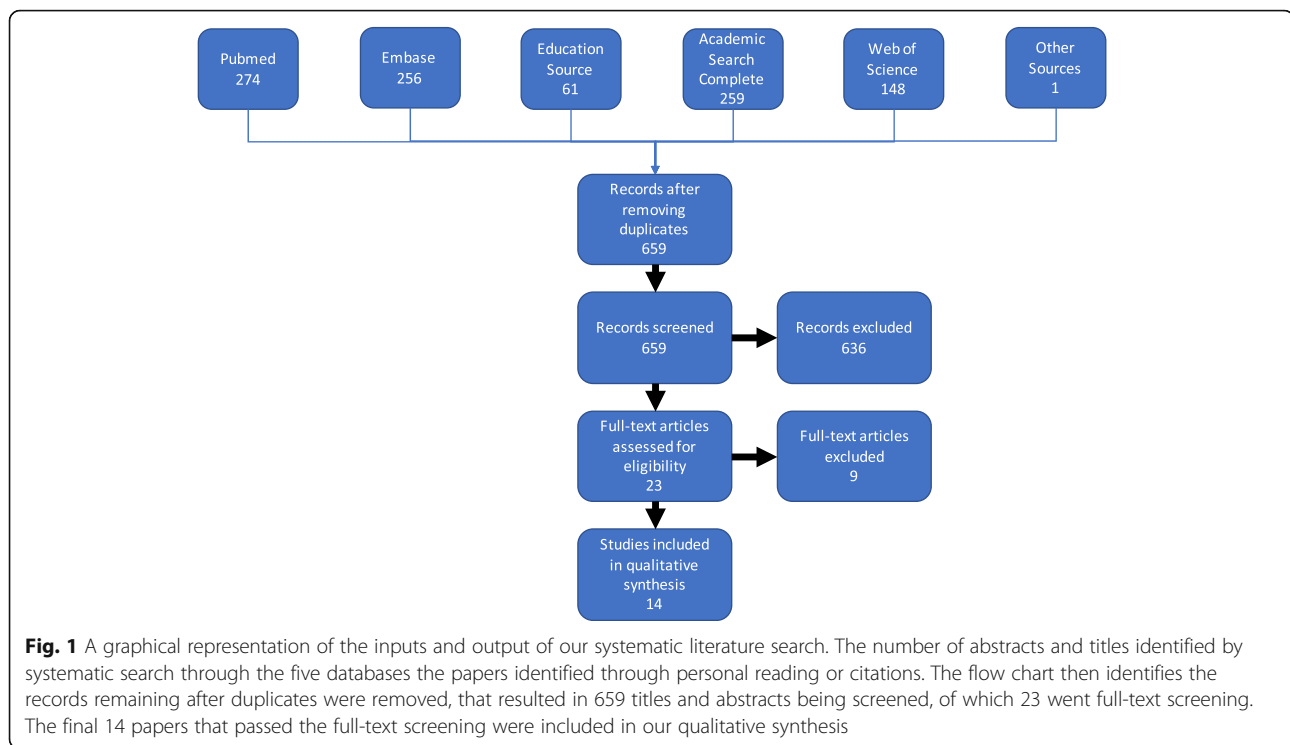 Pubmed
274
Embase
256
Education
Source
61
Academic
Search
Complete
259
Web of
Science
148
Other
Sources
1
Records after
removing
duplicates
659
Records screened
659
Records excluded
636
Full-text articles
assessed for
eligibility
23
Full-text articles
excluded
9
Studies included
in qualitative
synthesis
14
Fig. 1 A graphical representation of the inputs and output of our systematic literature search. The number of abstracts and titles identified by
systematic search through the five databases the papers identified through personal reading or citations. The flow chart then identifies the
records remaining after duplicates were removed, that resulted in 659 titles and abstracts being screened, of which 23 went full-text screening.
The final 14 papers that passed the full-text screening were included in our qualitative synthesis